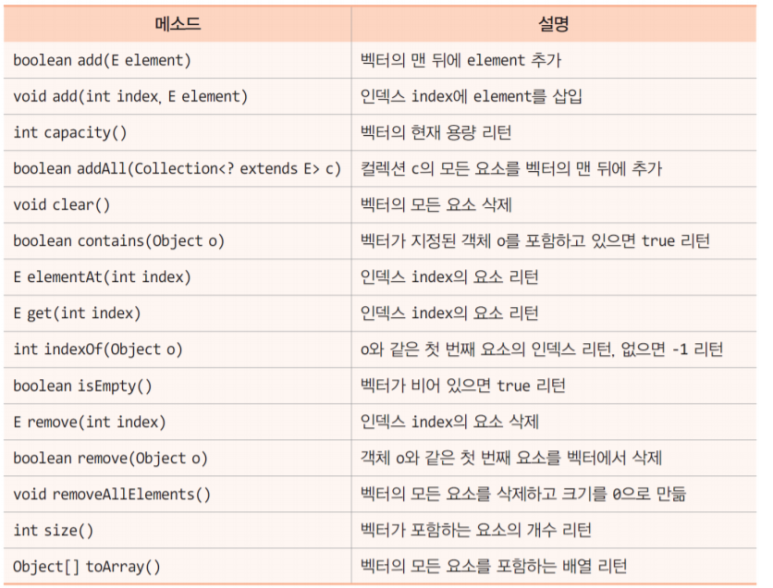 메소드 설명
boolean add(E element) 벡터의 맨 뒤에 element 추가
void add(int index, E element) 인덱스 index에 element를 삽입
int capacity() 벡터의 현재 용량 리턴
boolean addAll(Collection<? extends E> c) 컬렉션 c의 모든 요소를 벡터의 맨 뒤에 추가
void clear() 벡터의 모든 요소 삭제
boolean contains(Object o) 벡터가 지정된 객체 o를 포함하고 있으면 true 리턴
E elementAt(int index) 인덱스 index의 요소 리턴
E get(int index) 인덱스 index의 요소 리턴
int indexOf(Object o) o와 같은 첫 번째 요소의 인덱스 리턴, 없으면 -1 리턴
boolean isEmpty() 벡터가 비어 있으면 true 리턴
E remove(int index) 인덱스 index의 요소 삭제
boolean remove(Object o) 객체 o와 같은 첫 번째 요소를 벡터에서 삭제
void removeAllElements() 벡터의 모든 요소를 삭제하고 크기를 0으로 만듦
int size() 벡터가 포함하는 요소의 개수 리턴
Object[] toArray() 벡터의 모든 요소를 포함하는 배열 리턴